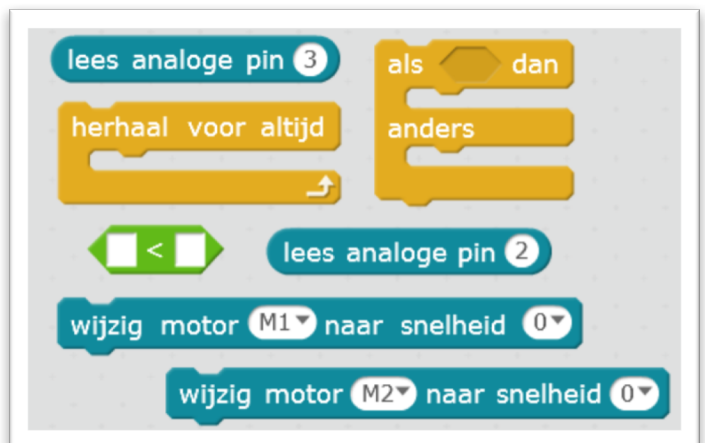 lees analoge pin 3
als dan
herhaal voor altijd
anders
<
lees analoge pin 2
wijzig motor M1 naar snelheid 0
wijzig motor M2 naar snelheid 0